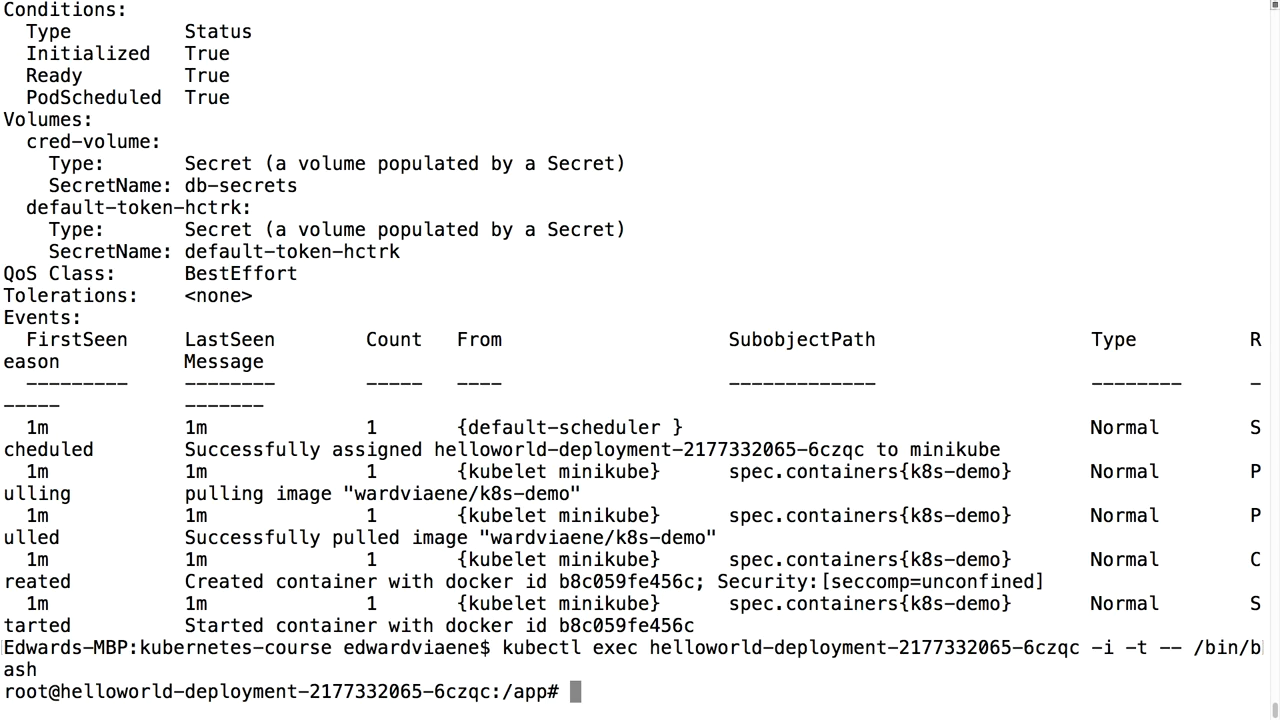 Conditions:
  Type          Status
  Initialized   True
  Ready         True
  PodScheduled  True
Volumes:
  cred-volume:
    Type:       Secret (a volume populated by a Secret)
    SecretName: db-secrets
  default-token-hctrk:
    Type:       Secret (a volume populated by a Secret)
    SecretName: default-token-hctrk
QoS Class:      BestEffort
Tolerations:    <none>
Events:
  FirstSeen     LastSeen        Count   From                    SubobjectPath                   Type            R
eason           Message
  ---------     --------        -----   ----                    -------------                   --------        -
-----           -------
  1m            1m              1       {default-scheduler }                                    Normal          S
cheduled        Successfully assigned helloworld-deployment-2177332065-6czqc to minikube
  1m            1m              1       {kubelet minikube}      spec.containers{k8s-demo}       Normal          P
ulling          pulling image "wardviaene/k8s-demo"
  1m            1m              1       {kubelet minikube}      spec.containers{k8s-demo}       Normal          P
ulled           Successfully pulled image "wardviaene/k8s-demo"
  1m            1m              1       {kubelet minikube}      spec.containers{k8s-demo}       Normal          C
reated          Created container with docker id b8c059fe456c; Security:[seccomp=unconfined]
  1m            1m              1       {kubelet minikube}      spec.containers{k8s-demo}       Normal          S
tarted          Started container with docker id b8c059fe456c
Edwards-MBP:kubernetes-course edwardviaene$ kubectl exec helloworld-deployment-2177332065-6czqc -i -t -- /bin/b
ash
root@helloworld-deployment-2177332065-6czqc:/app#